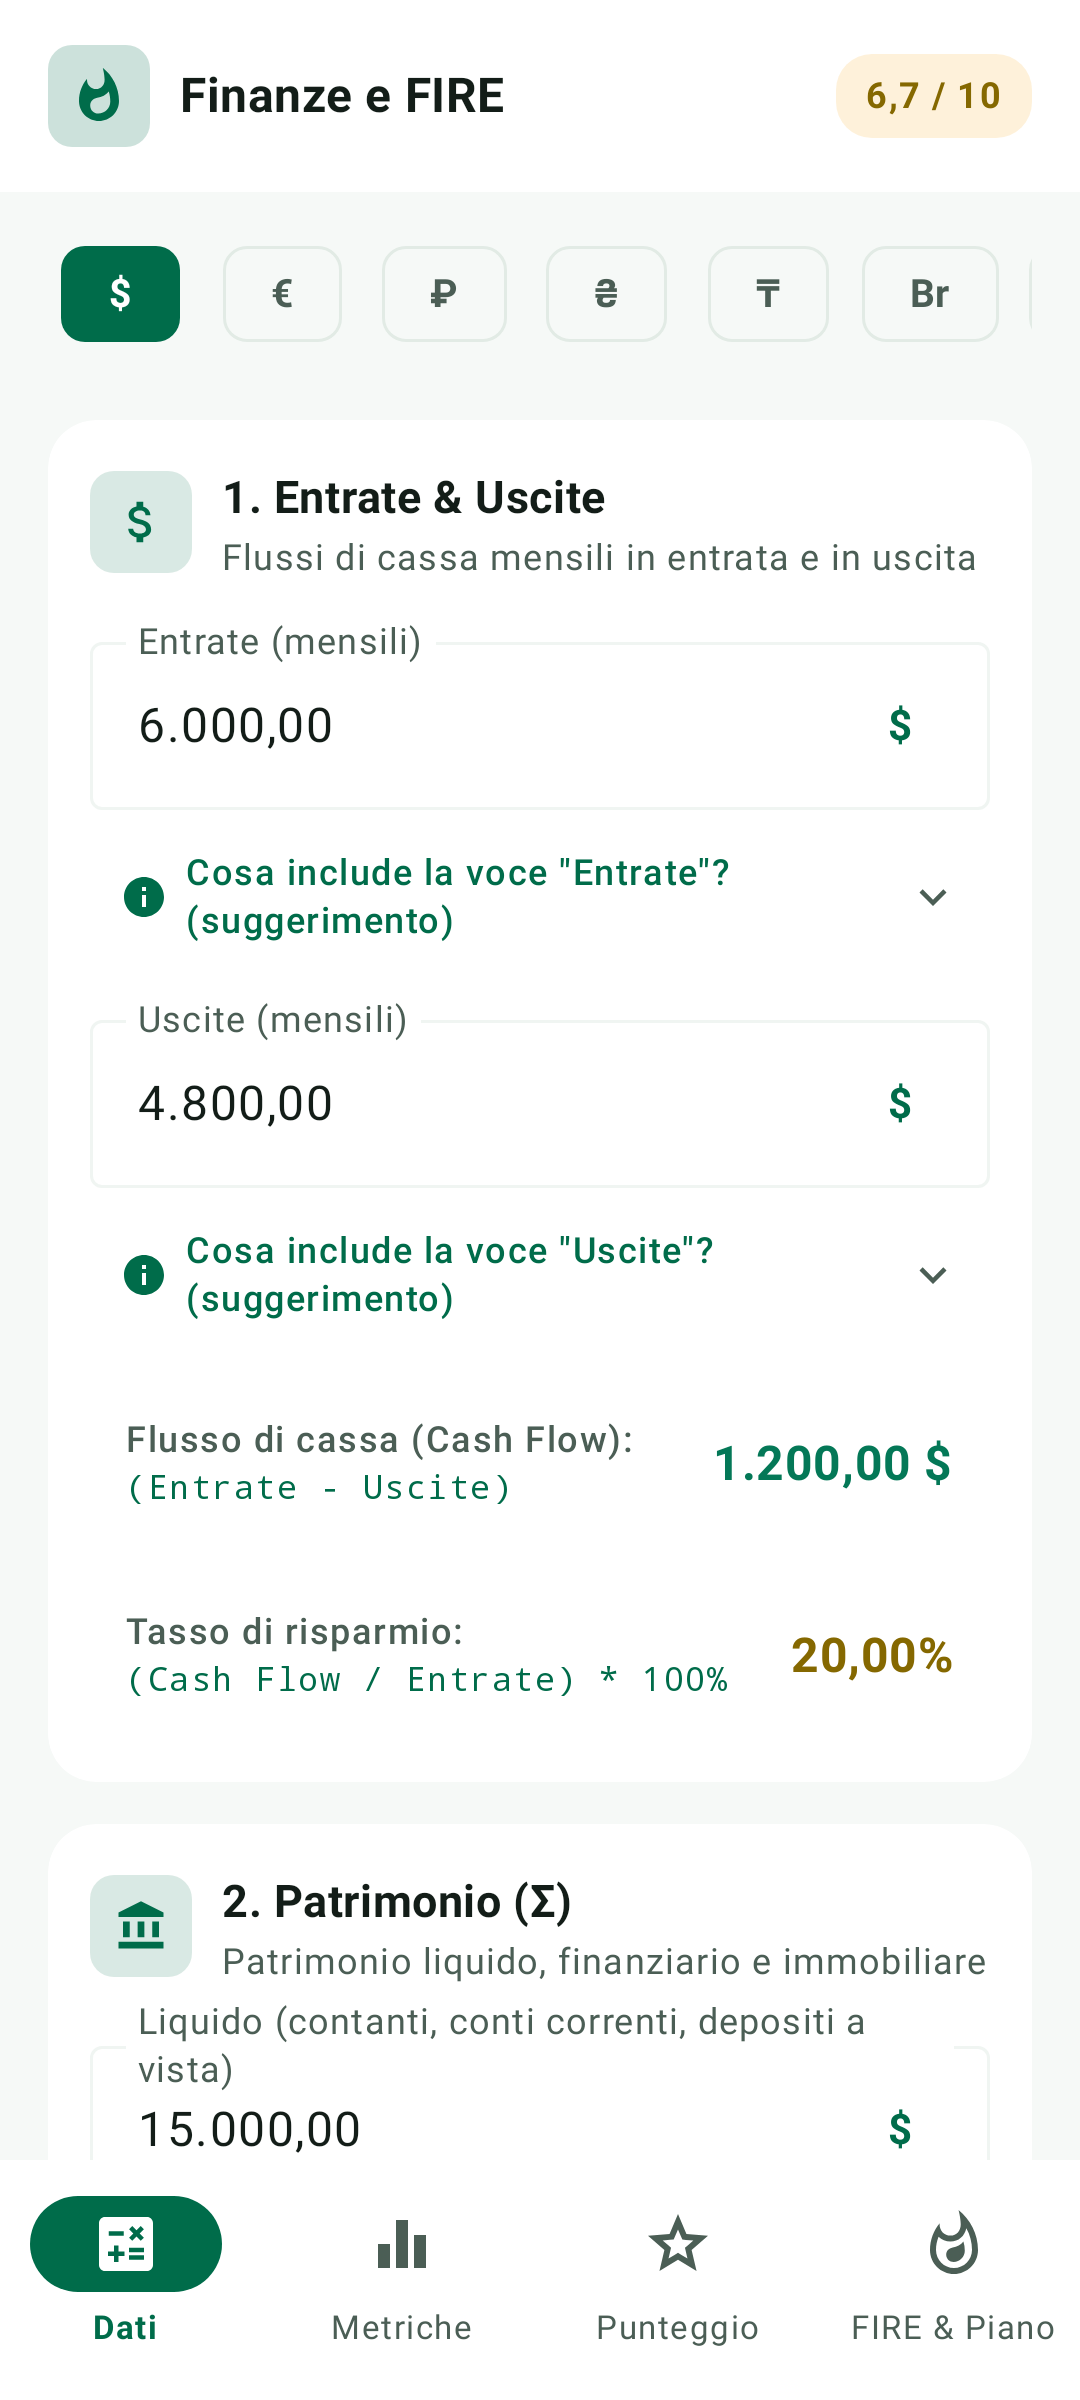 Finanze e FIRE
6,7 / 10
$
€
₽
₴
₸
Br
$
1. Entrate & Uscite
Flussi di cassa mensili in entrata e in uscita
Entrate (mensili)
6.000,00 $
Cosa include la voce "Entrate"?
(suggerimento)
Uscite (mensili)
4.800,00 $
Cosa include la voce "Uscite"?
(suggerimento)
Flusso di cassa (Cash Flow):
(Entrate - Uscite)
1.200,00 $
Tasso di risparmio:
(Cash Flow / Entrate) * 100%
20,00%
2. Patrimonio (Σ)
Patrimonio liquido, finanziario e immobiliare
Liquido (contanti, conti correnti, depositi a
vista)
15.000,00 $
Dati
Metriche
Punteggio
FIRE & Piano